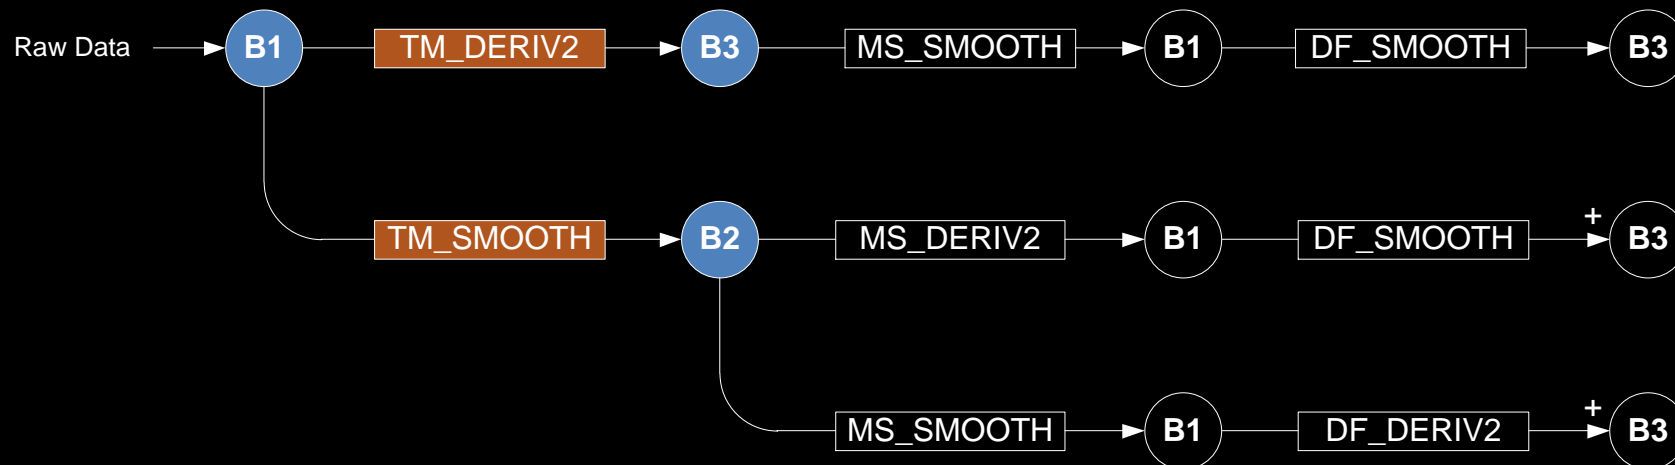 Raw Data B1 TM_DERIV2 B3 MS_SMOOTH B1 DF_SMOOTH B3
TM_SMOOTH B2 MS_DERIV2 B1 DF_SMOOTH + B3
MS_SMOOTH B1 DF_DERIV2 + B3